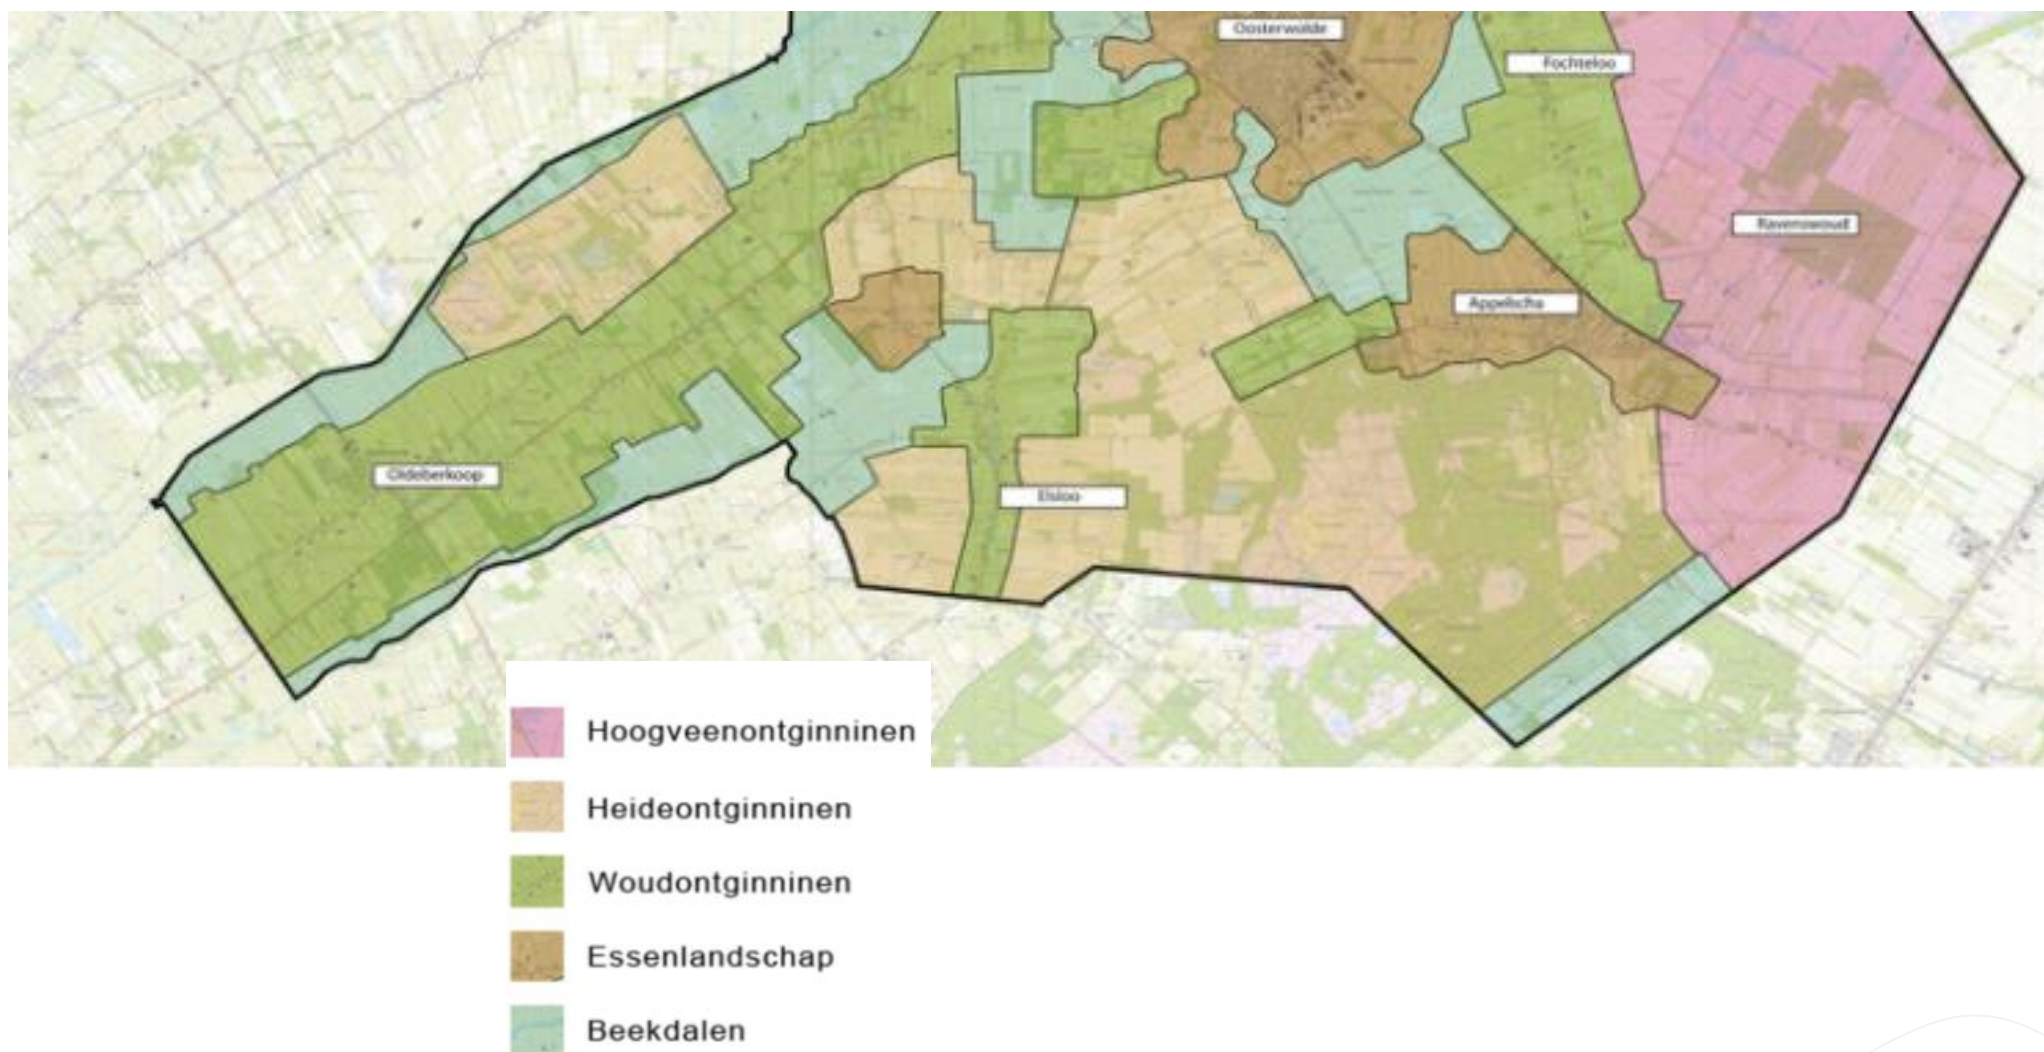 Oosterwolde
Fochteloo
Ravenswoud
Appelscha
Oldeberkoop
Elsloo
Hoogveenontginninen
Heideontginninen
Woudontginninen
Essenlandschap
Beekdalen